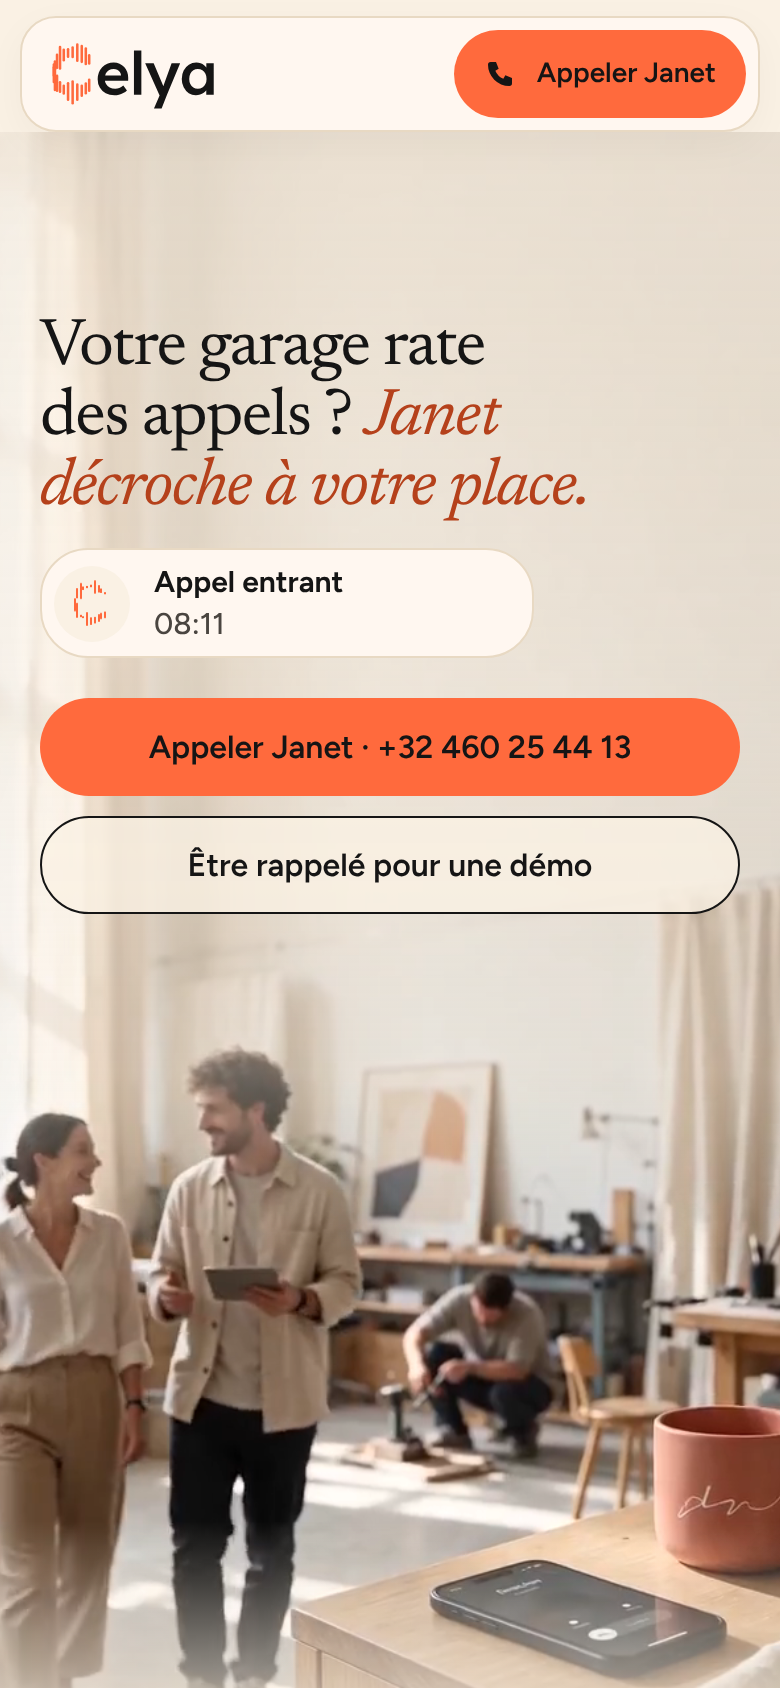 Celya
Appeler Janet
Votre garage rate
des appels ? Janet
décroche à votre place.
Appel entrant
08:11
Appeler Janet · +32 460 25 44 13
Être rappelé pour une démo